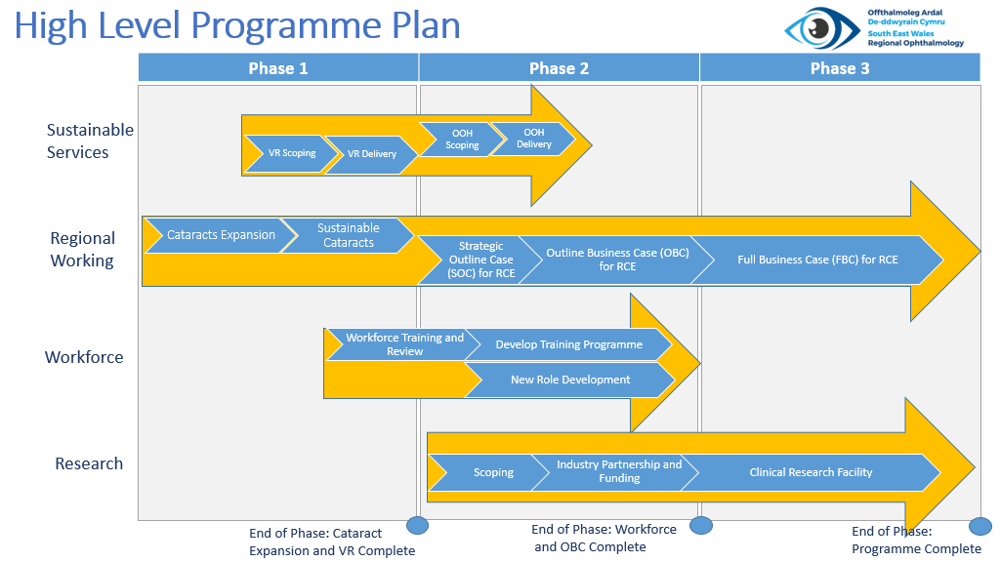 High Level Programme Plan
Offthalmoleg Ardal
De-ddwyrain Cymru
South East Wales
Regional Ophthalmology
Phase 1
Phase 2
Phase 3
Sustainable
Services
VR Scoping
VR Delivery
OOH
Scoping
OOH
Delivery
Regional
Working
Cataracts Expansion
Sustainable
Cataracts
Strategic
Outline Case
(SOC) for RCE
Outline Business Case (OBC)
for RCE
Full Business Case (FBC) for RCE
Workforce
Workforce Training and
Review
Develop Training Programme
New Role Development
Research
Scoping
Industry Partnership and
Funding
Clinical Research Facility
End of Phase: Cataract
Expansion and VR Complete
End of Phase: Workforce
and OBC Complete
End of Phase:
Programme Complete